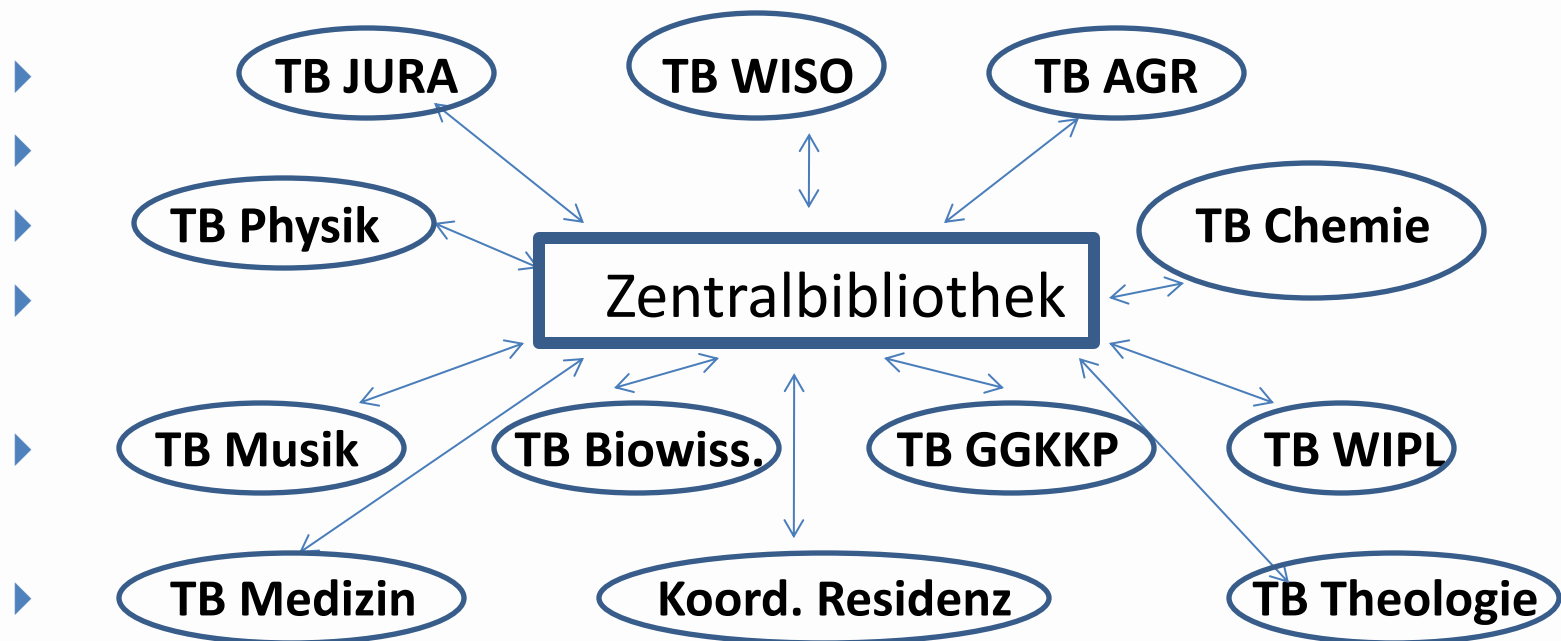 TB JURA
TB WISO
TB AGR
TB Physik
TB Chemie
Zentralbibliothek
TB Musik
TB Biowiss.
TB GGKKP
TB WIPL
TB Medizin
Koord. Residenz
TB Theologie